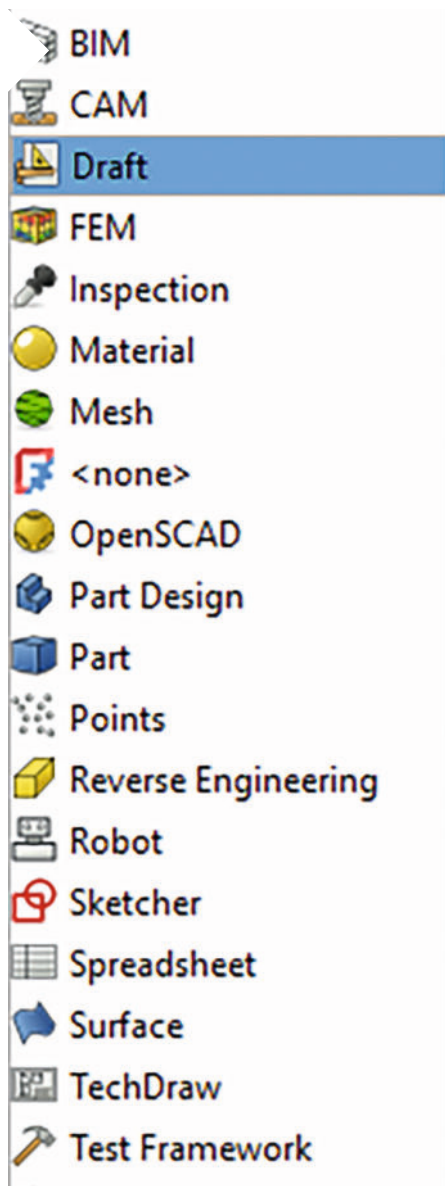 BIM
CAM
Draft
FEM
Inspection
Material
Mesh
<none>
OpenSCAD
Part Design
Part
Points
Reverse Engineering
Robot
Sketcher
Spreadsheet
Surface
TechDraw
Test Framework